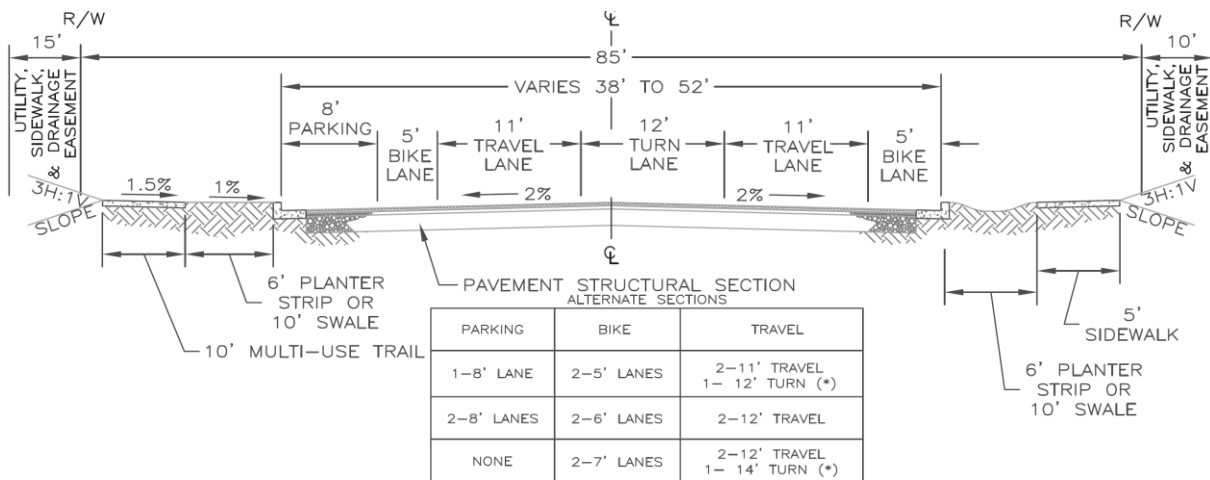 R/W
℄
R/W
15'
85'
10'
UTILITY,
SIDEWALK,
& DRAINAGE
EASEMENT
UTILITY,
SIDEWALK,
& DRAINAGE
EASEMENT
VARIES 38' TO 52'
8'
PARKING
5'
BIKE
LANE
11'
TRAVEL
LANE
12'
TURN
LANE
11'
TRAVEL
LANE
5'
BIKE
LANE
3H:1V
SLOPE
1.5%
1%
2%
2%
3H:1V
SLOPE
℄
6' PLANTER
STRIP OR
10' SWALE
10' MULTI-USE TRAIL
PAVEMENT STRUCTURAL SECTION
5'
SIDEWALK
6' PLANTER
STRIP OR
10' SWALE
ALTERNATE SECTIONS
PARKING BIKE TRAVEL
1-8' LANE 2-5' LANES 2-11' TRAVEL
1- 12' TURN (*)
2-8' LANES 2-6' LANES 2-12' TRAVEL
NONE 2-7' LANES 2-12' TRAVEL
1- 14' TURN (*)